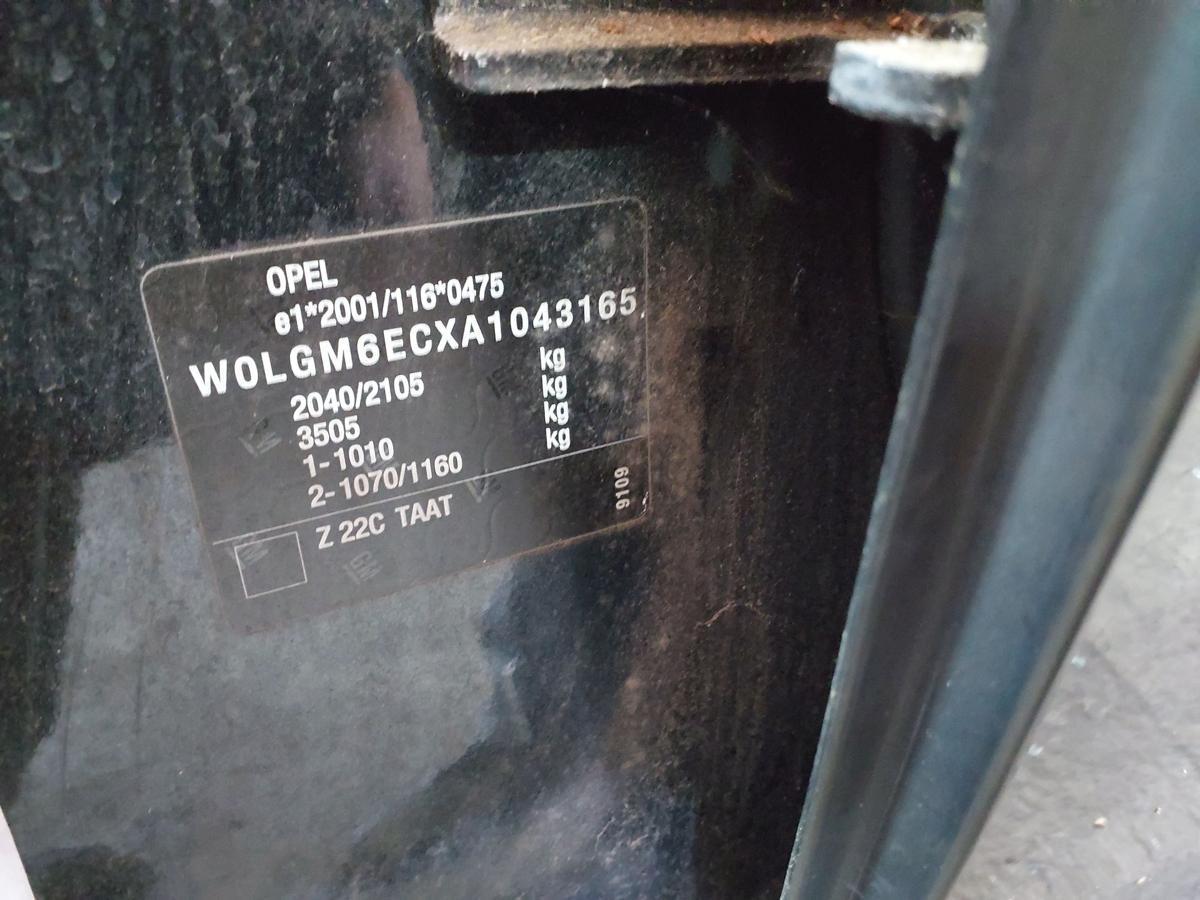 OPEL
e1*2001/116*0475
W0LGM6ECXA1043165
2040/2105 kg
3505 kg
1-1010 kg
2-1070/1160 kg
Z 22C TAAT
9109
GM